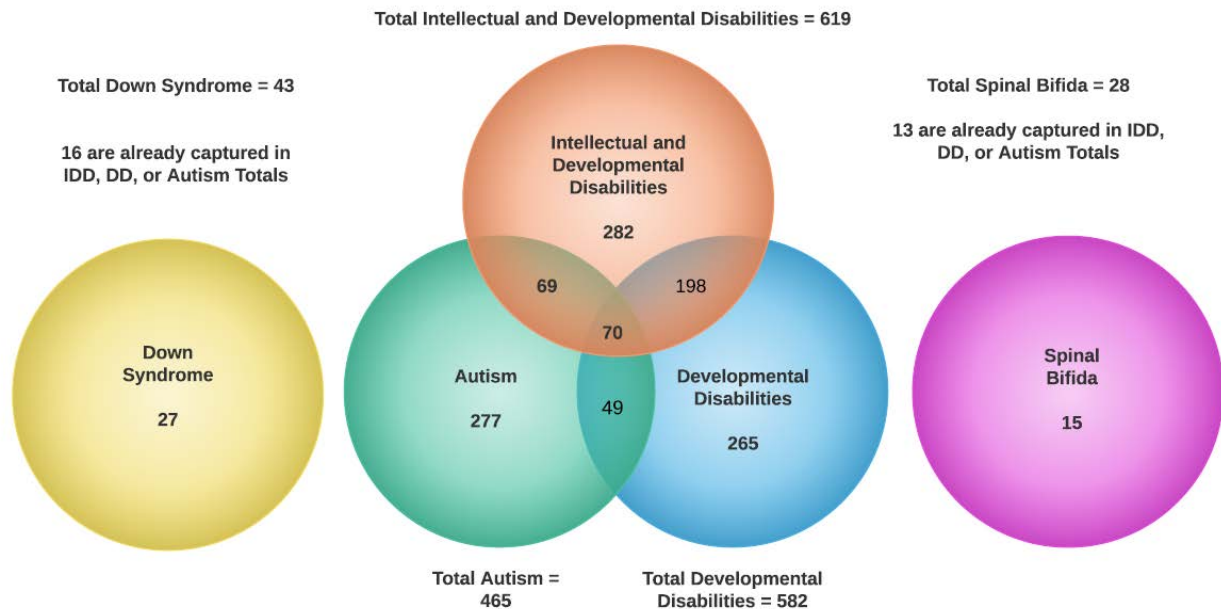 Total Intellectual and Developmental Disabilities = 619
Total Down Syndrome = 43
16 are already captured in
IDD, DD, or Autism Totals
Total Spinal Bifida = 28
13 are already captured in IDD,
DD, or Autism Totals
Intellectual and
Developmental
Disabilities
282
69
198
70
Down
Syndrome
27
Autism
277
49
Developmental
Disabilities
265
Spinal
Bifida
15
Total Autism =
465
Total Developmental
Disabilities = 582